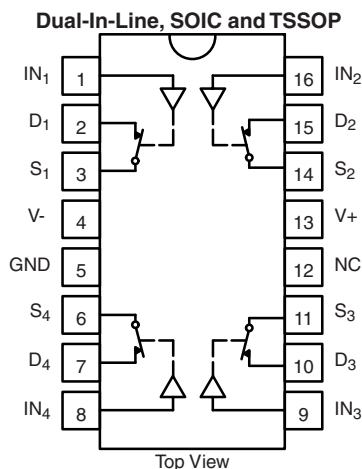 Dual-In-Line, SOIC and TSSOP
IN1 1 16 IN2
D1 2 15 D2
S1 3 14 S2
V- 4 13 V+
GND 5 12 NC
S4 6 11 S3
D4 7 10 D3
IN4 8 9 IN3
Top View